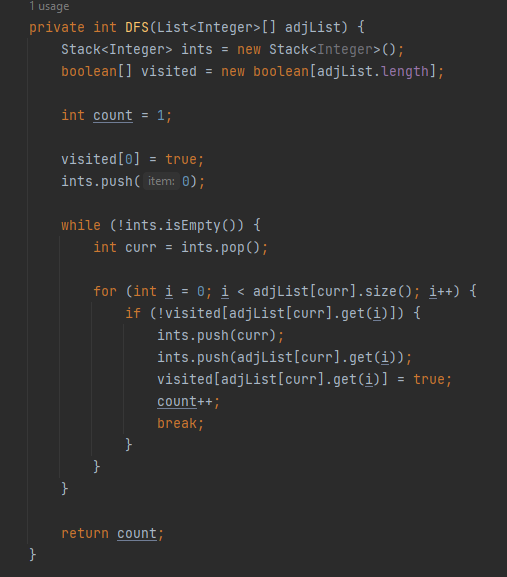 1 usage
private int DFS(List<Integer>[] adjList) {
    Stack<Integer> ints = new Stack<Integer>();
    boolean[] visited = new boolean[adjList.length];

    int count = 1;

    visited[0] = true;
    ints.push( item: 0);

    while (!ints.isEmpty()) {
        int curr = ints.pop();

        for (int i = 0; i < adjList[curr].size(); i++) {
            if (!visited[adjList[curr].get(i)]) {
                ints.push(curr);
                ints.push(adjList[curr].get(i));
                visited[adjList[curr].get(i)] = true;
                count++;
                break;
            }
        }
    }

    return count;
}